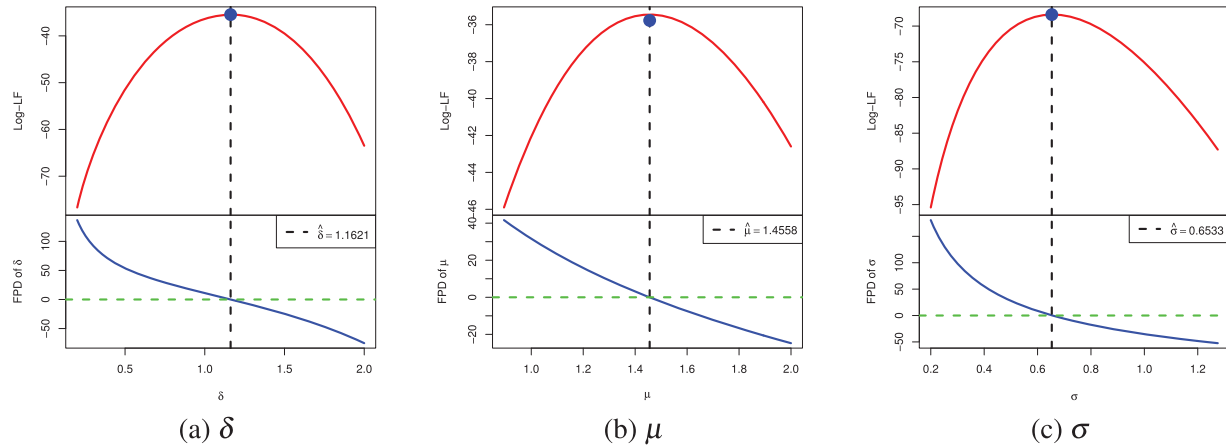 Log−LF
−40
−50
−60
−70
FPD of δ
100
50
0
−50
δ̂ = 1.1621
0.5
1.0
1.5
2.0
δ
(a) δ
Log−LF
−36
−38
−40
−42
−44
−46
FPD of μ
40
20
0
−20
μ̂ = 1.4558
1.0
1.2
1.4
1.6
1.8
2.0
μ
(b) μ
Log−LF
−70
−75
−80
−85
−90
−95
FPD of σ
100
50
0
−50
σ̂ = 0.6533
0.2
0.4
0.6
0.8
1.0
1.2
σ
(c) σ